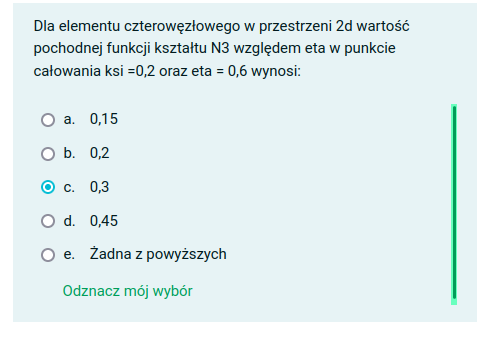 Dla elementu czterowęzłowego w przestrzeni 2d wartość
pochodnej funkcji kształtu N3 względem eta w punkcie
całowania ksi =0,2 oraz eta = 0,6 wynosi:
a. 0,15
b. 0,2
c. 0,3
d. 0,45
e. Żadna z powyższych
Odznacz mój wybór